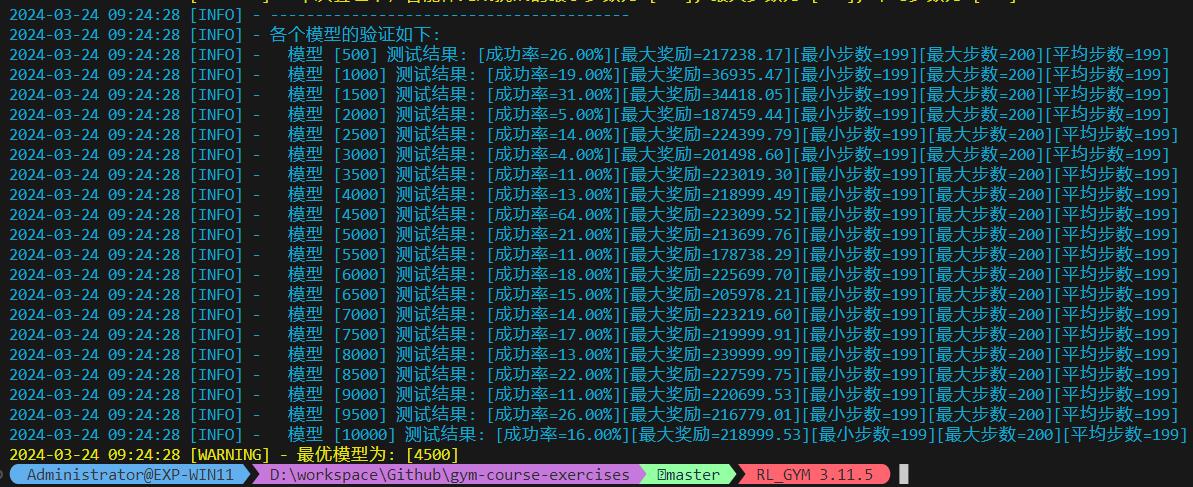 2024-03-24 09:24:28 [INFO] - ----------------------------------------
2024-03-24 09:24:28 [INFO] - 各个模型的验证如下:
2024-03-24 09:24:28 [INFO] -   模型 [500] 测试结果: [成功率=26.00%][最大奖励=217238.17][最小步数=199][最大步数=200][平均步数=199]
2024-03-24 09:24:28 [INFO] -   模型 [1000] 测试结果: [成功率=19.00%][最大奖励=36935.47][最小步数=199][最大步数=200][平均步数=199]
2024-03-24 09:24:28 [INFO] -   模型 [1500] 测试结果: [成功率=31.00%][最大奖励=34418.05][最小步数=199][最大步数=200][平均步数=199]
2024-03-24 09:24:28 [INFO] -   模型 [2000] 测试结果: [成功率=5.00%][最大奖励=187459.44][最小步数=199][最大步数=200][平均步数=199]
2024-03-24 09:24:28 [INFO] -   模型 [2500] 测试结果: [成功率=14.00%][最大奖励=224399.79][最小步数=199][最大步数=200][平均步数=199]
2024-03-24 09:24:28 [INFO] -   模型 [3000] 测试结果: [成功率=4.00%][最大奖励=201498.60][最小步数=199][最大步数=200][平均步数=199]
2024-03-24 09:24:28 [INFO] -   模型 [3500] 测试结果: [成功率=11.00%][最大奖励=223019.30][最小步数=199][最大步数=200][平均步数=199]
2024-03-24 09:24:28 [INFO] -   模型 [4000] 测试结果: [成功率=13.00%][最大奖励=218999.49][最小步数=199][最大步数=200][平均步数=199]
2024-03-24 09:24:28 [INFO] -   模型 [4500] 测试结果: [成功率=64.00%][最大奖励=223099.52][最小步数=199][最大步数=200][平均步数=199]
2024-03-24 09:24:28 [INFO] -   模型 [5000] 测试结果: [成功率=21.00%][最大奖励=213699.76][最小步数=199][最大步数=200][平均步数=199]
2024-03-24 09:24:28 [INFO] -   模型 [5500] 测试结果: [成功率=11.00%][最大奖励=178738.29][最小步数=199][最大步数=200][平均步数=199]
2024-03-24 09:24:28 [INFO] -   模型 [6000] 测试结果: [成功率=18.00%][最大奖励=225699.70][最小步数=199][最大步数=200][平均步数=199]
2024-03-24 09:24:28 [INFO] -   模型 [6500] 测试结果: [成功率=15.00%][最大奖励=205978.21][最小步数=199][最大步数=200][平均步数=199]
2024-03-24 09:24:28 [INFO] -   模型 [7000] 测试结果: [成功率=14.00%][最大奖励=223219.60][最小步数=199][最大步数=200][平均步数=199]
2024-03-24 09:24:28 [INFO] -   模型 [7500] 测试结果: [成功率=17.00%][最大奖励=219999.91][最小步数=199][最大步数=200][平均步数=199]
2024-03-24 09:24:28 [INFO] -   模型 [8000] 测试结果: [成功率=13.00%][最大奖励=239999.99][最小步数=199][最大步数=200][平均步数=199]
2024-03-24 09:24:28 [INFO] -   模型 [8500] 测试结果: [成功率=22.00%][最大奖励=227599.75][最小步数=199][最大步数=200][平均步数=199]
2024-03-24 09:24:28 [INFO] -   模型 [9000] 测试结果: [成功率=11.00%][最大奖励=220699.53][最小步数=199][最大步数=200][平均步数=199]
2024-03-24 09:24:28 [INFO] -   模型 [9500] 测试结果: [成功率=26.00%][最大奖励=216779.01][最小步数=199][最大步数=200][平均步数=199]
2024-03-24 09:24:28 [INFO] -   模型 [10000] 测试结果: [成功率=16.00%][最大奖励=218999.53][最小步数=199][最大步数=200][平均步数=199]
2024-03-24 09:24:28 [WARNING] - 最优模型为: [4500]
Administrator@EXP-WIN11 D:\workspace\Github\gym-course-exercises master RL_GYM 3.11.5